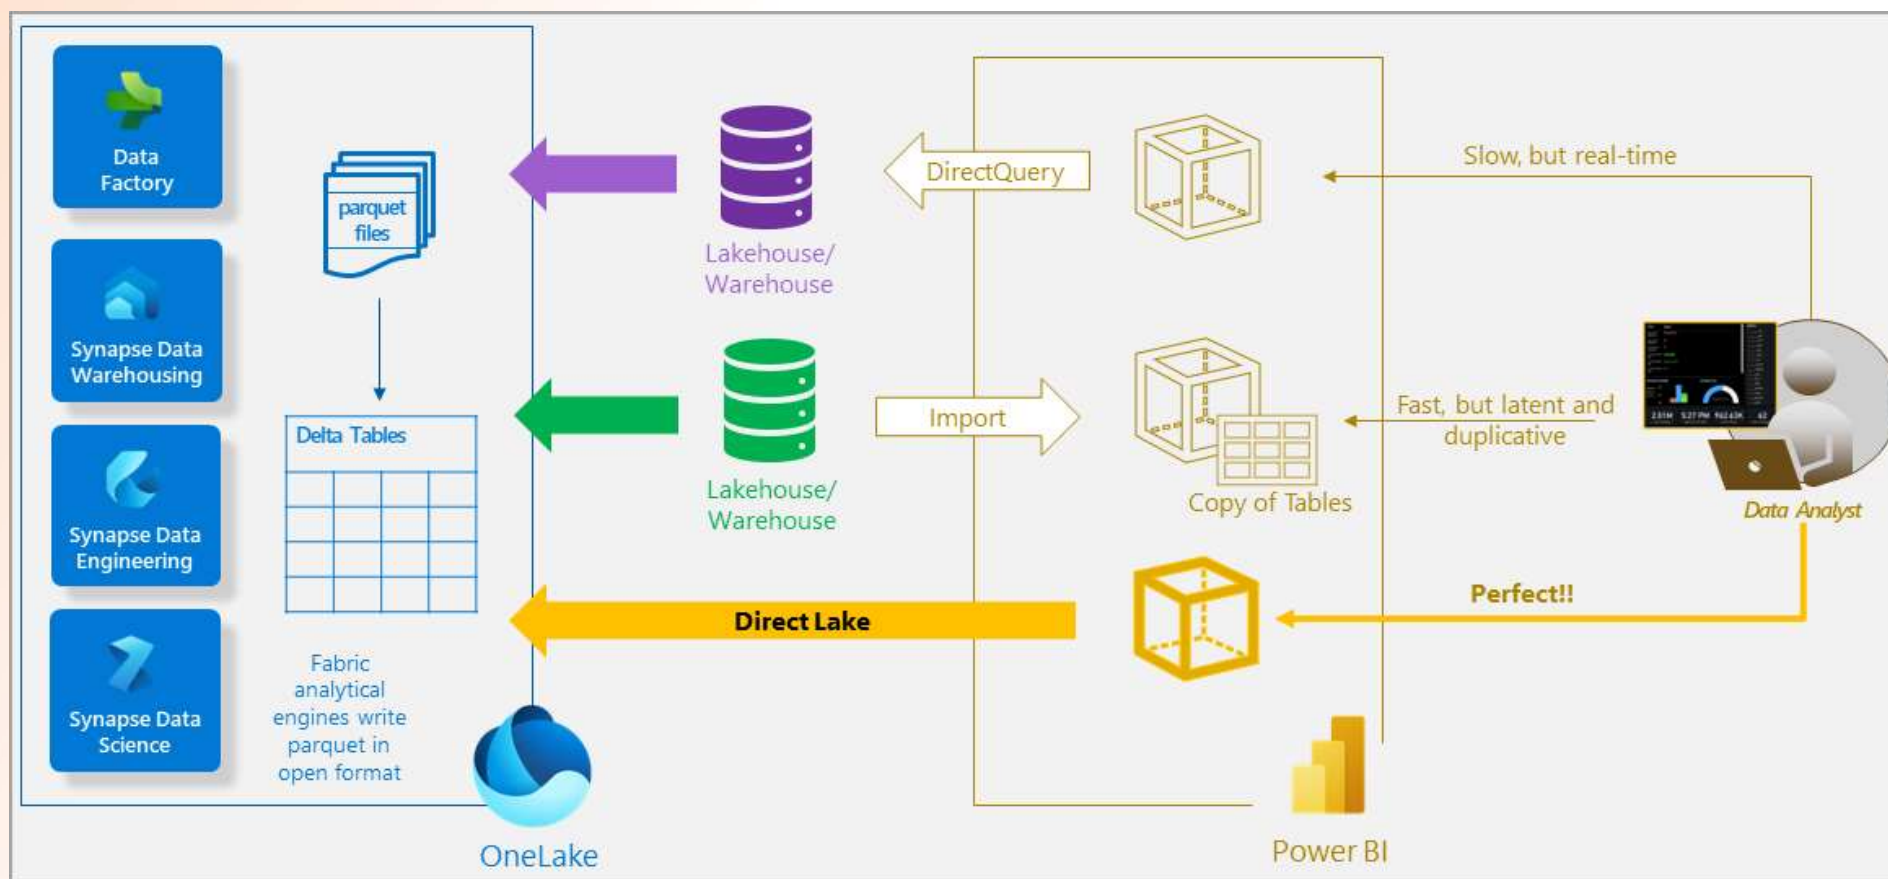 Data
Factory
Synapse Data
Warehousing
Synapse Data
Engineering
Synapse Data
Science
parquet
files
Delta Tables
Fabric
analytical
engines write
parquet in
open format
OneLake
Lakehouse/
Warehouse
Lakehouse/
Warehouse
DirectQuery
Import
Direct Lake
Copy of Tables
Power BI
Slow, but real-time
Fast, but latent and
duplicative
Perfect!!
Data Analyst